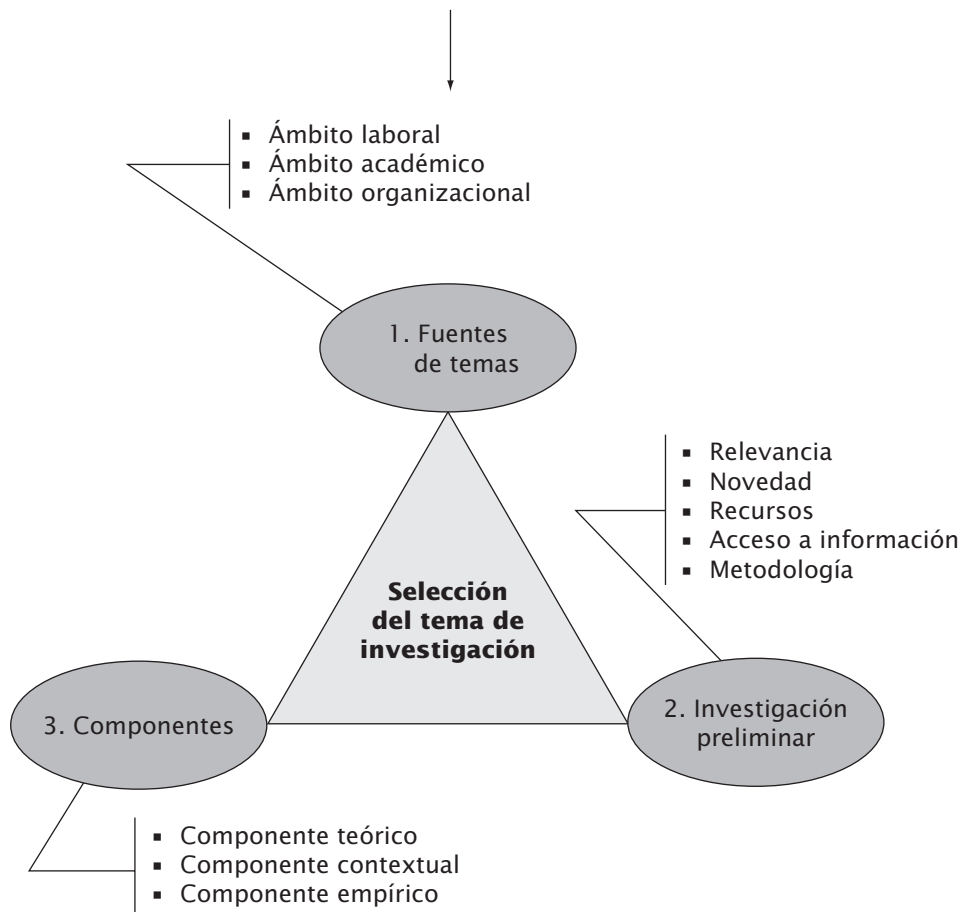 ▪ Ámbito laboral
▪ Ámbito académico
▪ Ámbito organizacional
1. Fuentes
de temas
▪ Relevancia
▪ Novedad
▪ Recursos
▪ Acceso a información
▪ Metodología
Selección
del tema de
investigación
2. Investigación
preliminar
3. Componentes
▪ Componente teórico
▪ Componente contextual
▪ Componente empírico